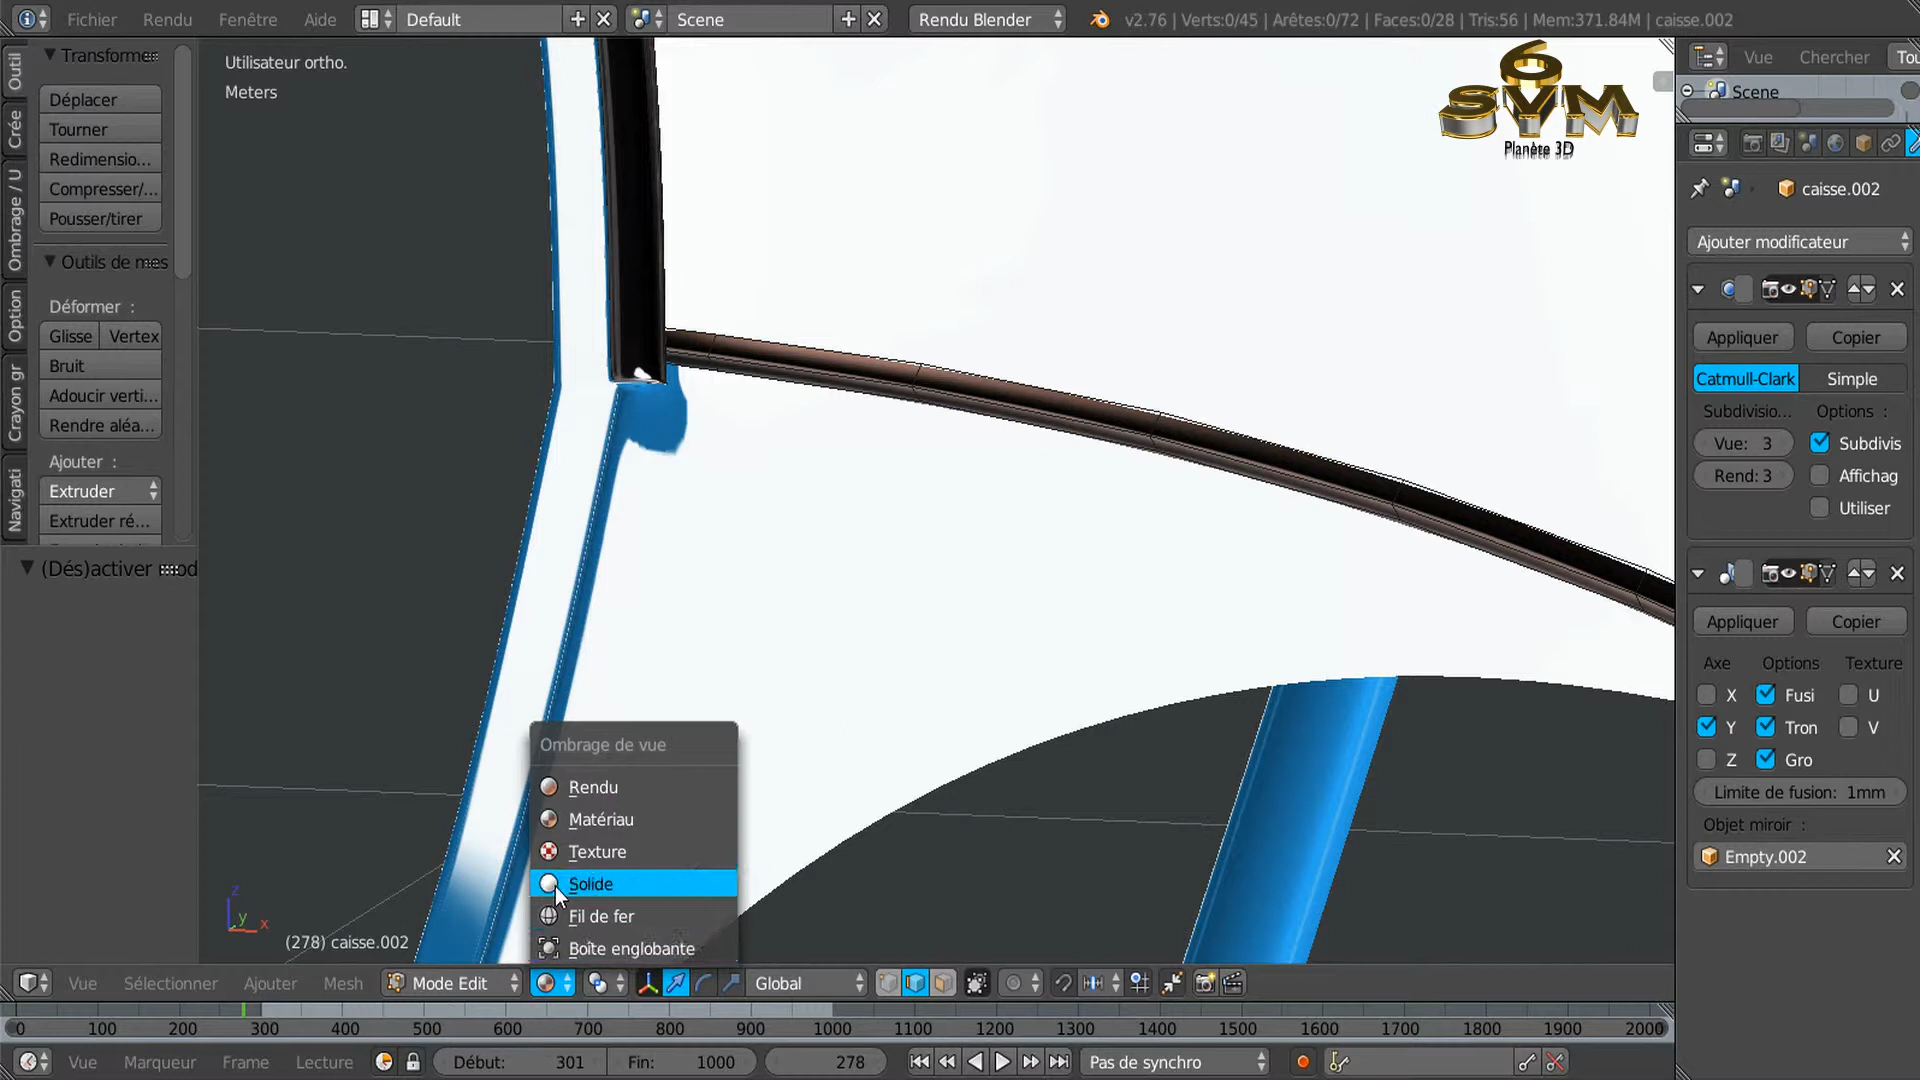 Fichier Rendu Fenêtre Aide Default Scene Rendu Blender v2.76 | Verts:0/45 | Arêtes:0/72 | Faces:0/28 | Tris:56 | Mem:371.84M | caisse.002
Outil
Crée
Ombrage / U
Option
Crayon gr
Navigati
Transforme
Déplacer
Tourner
Redimensio...
Compresser/...
Pousser/tirer
Outils de mes
Déformer :
Glisse Vertex
Bruit
Adoucir verti...
Rendre aléa...
Ajouter :
Extruder
Extruder ré...
(Dés)activer mod
Utilisateur ortho.
Meters
6
SYM
Planète 3D
Ombrage de vue
Rendu
Matériau
Texture
Solide
Fil de fer
Boîte englobante
z
y
x
(278) caisse.002
Vue Chercher Tou
Scene
caisse.002
Ajouter modificateur
Appliquer Copier
Catmull-Clark Simple
Subdivisio... Options :
Vue: 3 Subdivis
Rend: 3 Affichag
Utiliser
Appliquer Copier
Axe Options Texture
X Fusi U
Y Tron V
Z Gro
Limite de fusion: 1mm
Objet miroir :
Empty.002
Vue Sélectionner Ajouter Mesh Mode Edit Global
0 100 200 300 400 500 600 700 800 900 1000 1100 1200 1300 1400 1500 1600 1700 1800 1900 2000
Vue Marqueur Frame Lecture Début: 301 Fin: 1000 278 Pas de synchro